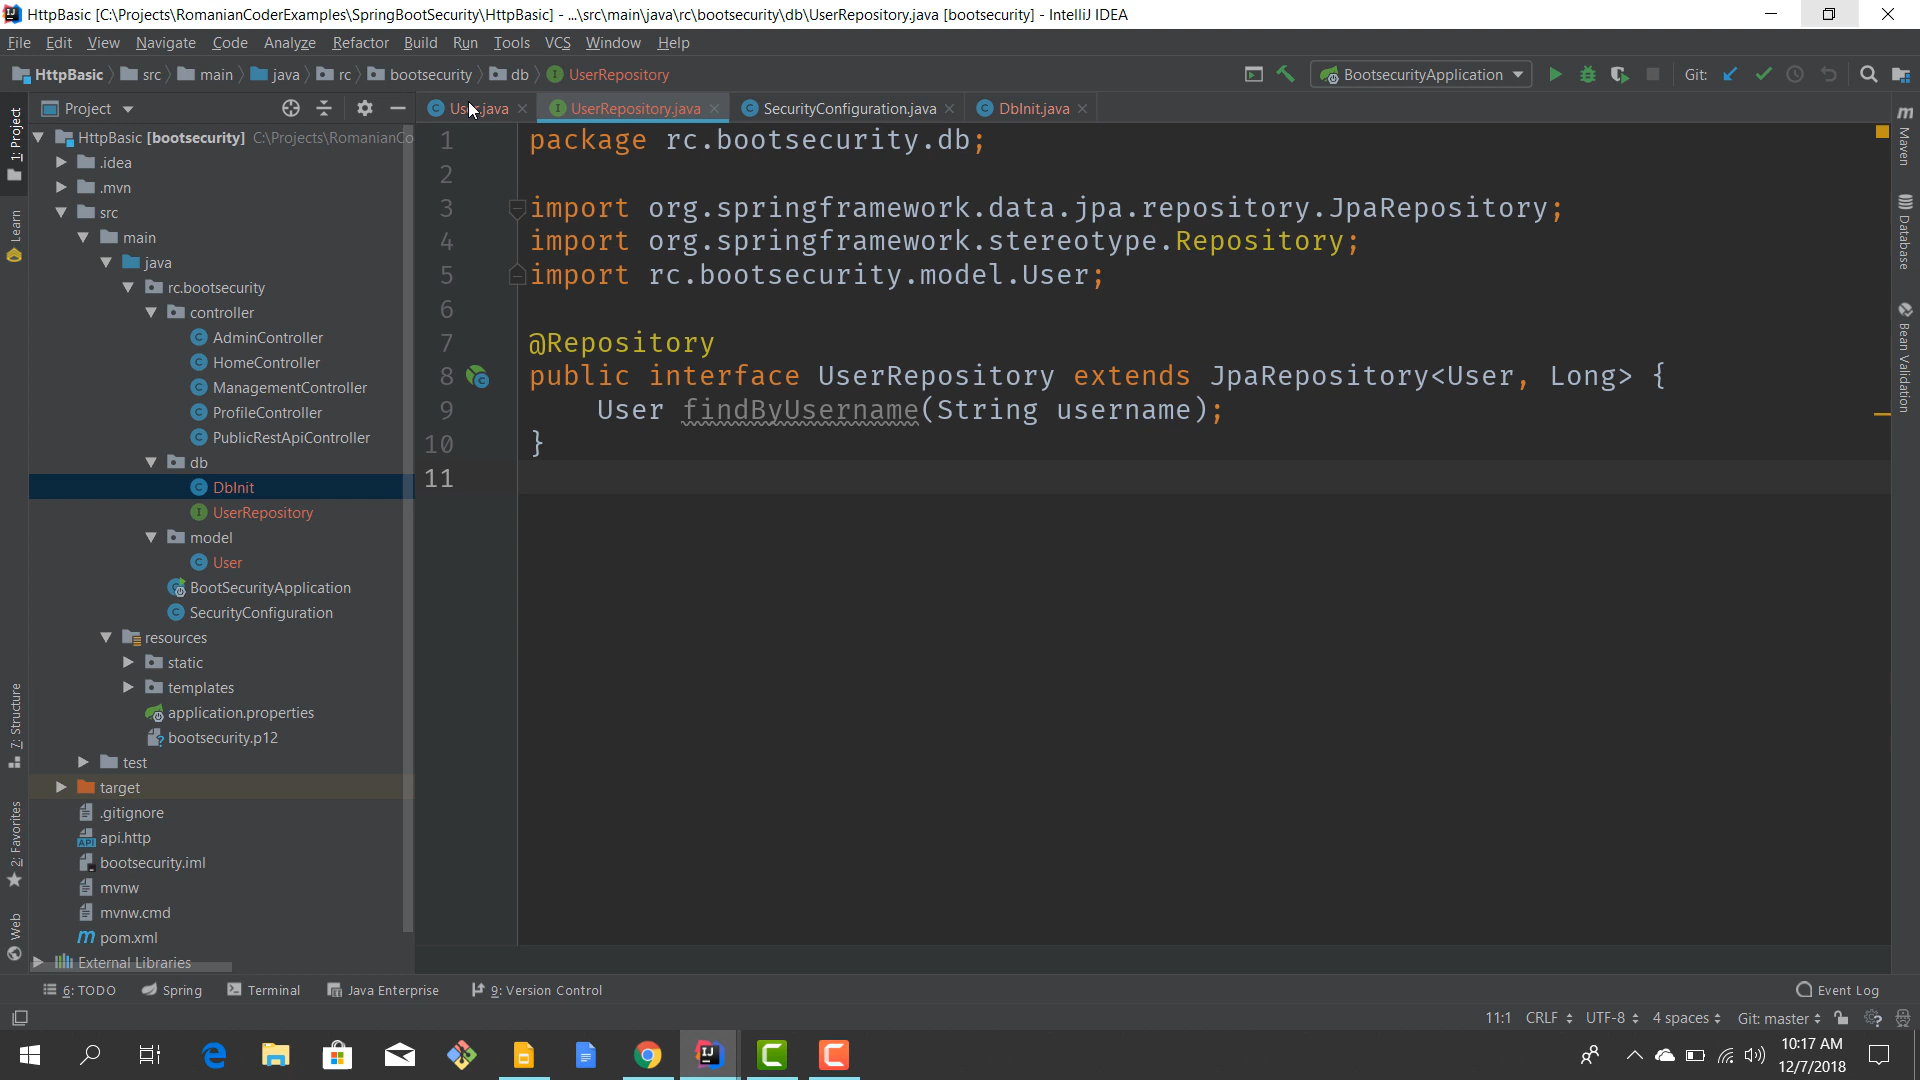 HttpBasic [C:\Projects\RomanianCoderExamples\SpringBootSecurity\HttpBasic] - ...\src\main\java\rc\bootsecurity\db\UserRepository.java [bootsecurity] - IntelliJ IDEA
File Edit View Navigate Code Analyze Refactor Build Run Tools VCS Window Help
HttpBasic src main java rc bootsecurity db UserRepository BootsecurityApplication Git:
Project User.java UserRepository.java SecurityConfiguration.java DbInit.java
HttpBasic [bootsecurity] C:\Projects\RomanianCo
.idea
.mvn
src
main
java
rc.bootsecurity
controller
AdminController
HomeController
ManagementController
ProfileController
PublicRestApiController
db
DbInit
UserRepository
model
User
BootSecurityApplication
SecurityConfiguration
resources
static
templates
application.properties
bootsecurity.p12
test
target
.gitignore
api.http
bootsecurity.iml
mvnw
mvnw.cmd
pom.xml
External Libraries
1: Project
Learn
7: Structure
2: Favorites
Web
1 package rc.bootsecurity.db;
2
3 import org.springframework.data.jpa.repository.JpaRepository;
4 import org.springframework.stereotype.Repository;
5 import rc.bootsecurity.model.User;
6
7 @Repository
8 public interface UserRepository extends JpaRepository<User, Long> {
9 User findByUsername(String username);
10 }
11
Maven
Database
Bean Validation
6: TODO Spring Terminal Java Enterprise 9: Version Control Event Log
11:1 CRLF UTF-8 4 spaces Git: master
10:17 AM
12/7/2018